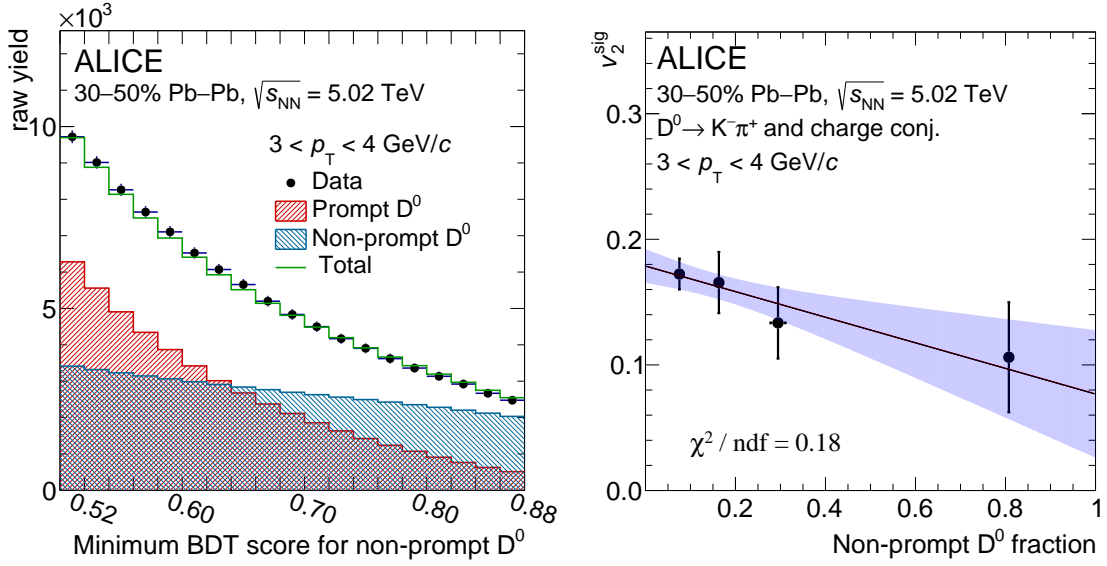 ×10³
ALICE
30–50% Pb–Pb, √s_NN = 5.02 TeV
3 < p_T < 4 GeV/c
Data
Prompt D⁰
Non-prompt D⁰
Total
raw yield
10
5
0
0.52
0.60
0.70
0.80
0.88
Minimum BDT score for non-prompt D⁰
v₂^sig
ALICE
30–50% Pb–Pb, √s_NN = 5.02 TeV
D⁰→ K⁻π⁺ and charge conj.
3 < p_T < 4 GeV/c
0.3
0.2
0.1
0.0
χ² / ndf = 0.18
0.2
0.4
0.6
0.8
1
Non-prompt D⁰ fraction